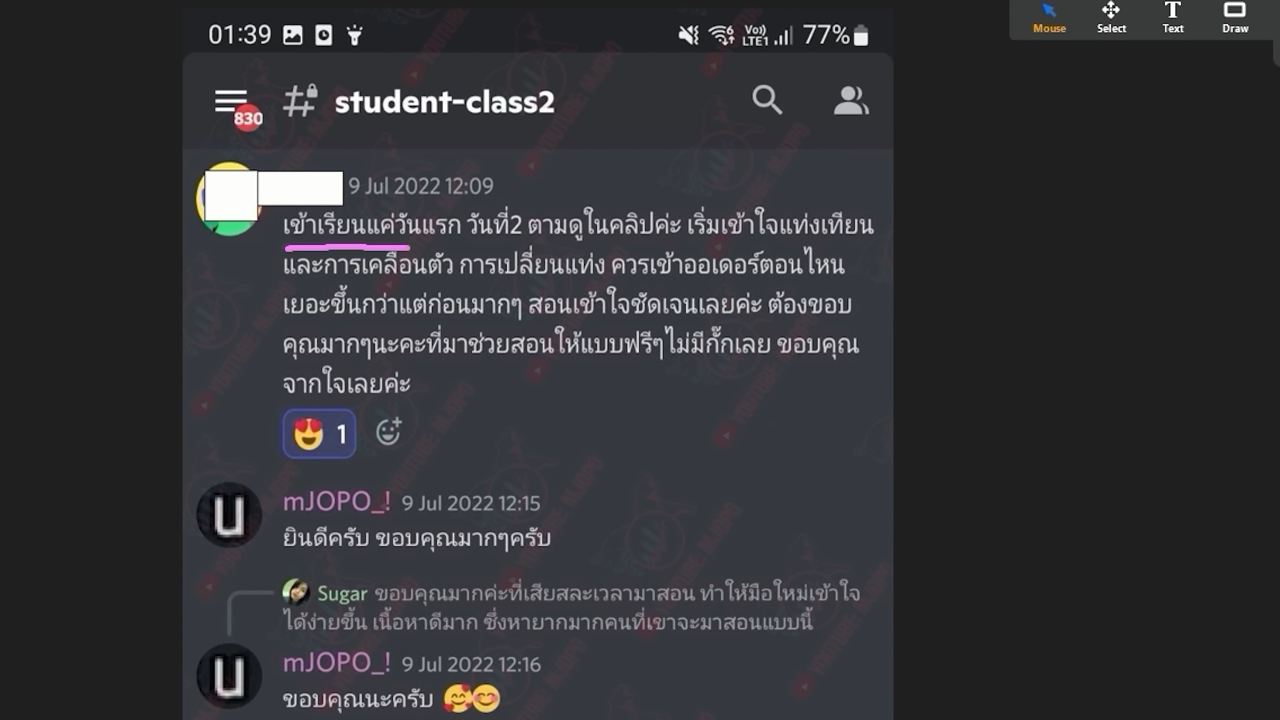 01:39
Vo))
LTE1
77%
Mouse
Select
Text
Draw
830
student-class2
9 Jul 2022 12:09
เข้าเรียนแค่วันแรก วันที่2 ตามดูในคลิปค่ะ เริ่มเข้าใจแท่งเทียน
และการเคลื่อนตัว การเปลี่ยนแท่ง ควรเข้าออเดอร์ตอนไหน
เยอะขึ้นกว่าแต่ก่อนมากๆ สอนเข้าใจชัดเจนเลยค่ะ ต้องขอบ
คุณมากๆนะคะที่มาช่วยสอนให้แบบฟรีๆไม่มีกั๊กเลย ขอบคุณ
จากใจเลยค่ะ
1
mJOPO_! 9 Jul 2022 12:15
ยินดีครับ ขอบคุณมากๆครับ
Sugar ขอบคุณมากค่ะที่เสียสละเวลามาสอน ทำให้มือใหม่เข้าใจ
ได้ง่ายขึ้น เนื้อหาดีมาก ซึ่งหายากมากคนที่เขาจะมาสอนแบบนี้
mJOPO_! 9 Jul 2022 12:16
ขอบคุณนะครับ 🥰😊